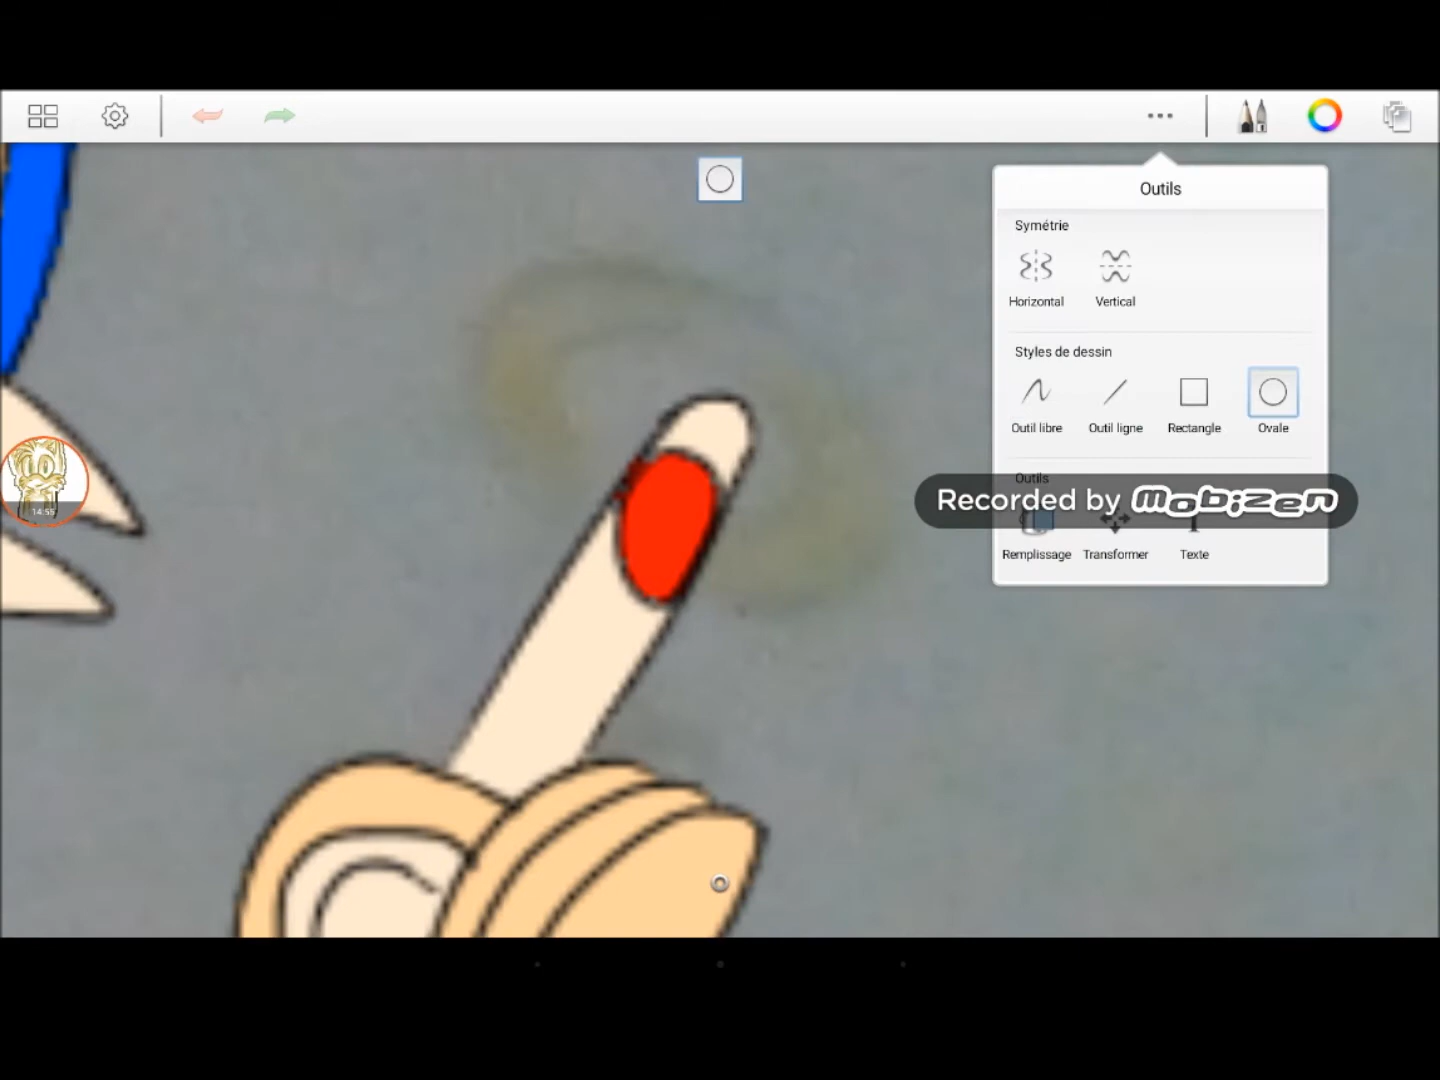 Outils
Symétrie
Horizontal Vertical
Styles de dessin
Outil libre Outil ligne Rectangle Ovale
Outils
Recorded by mobizen
Remplissage Transformer Texte
14:55